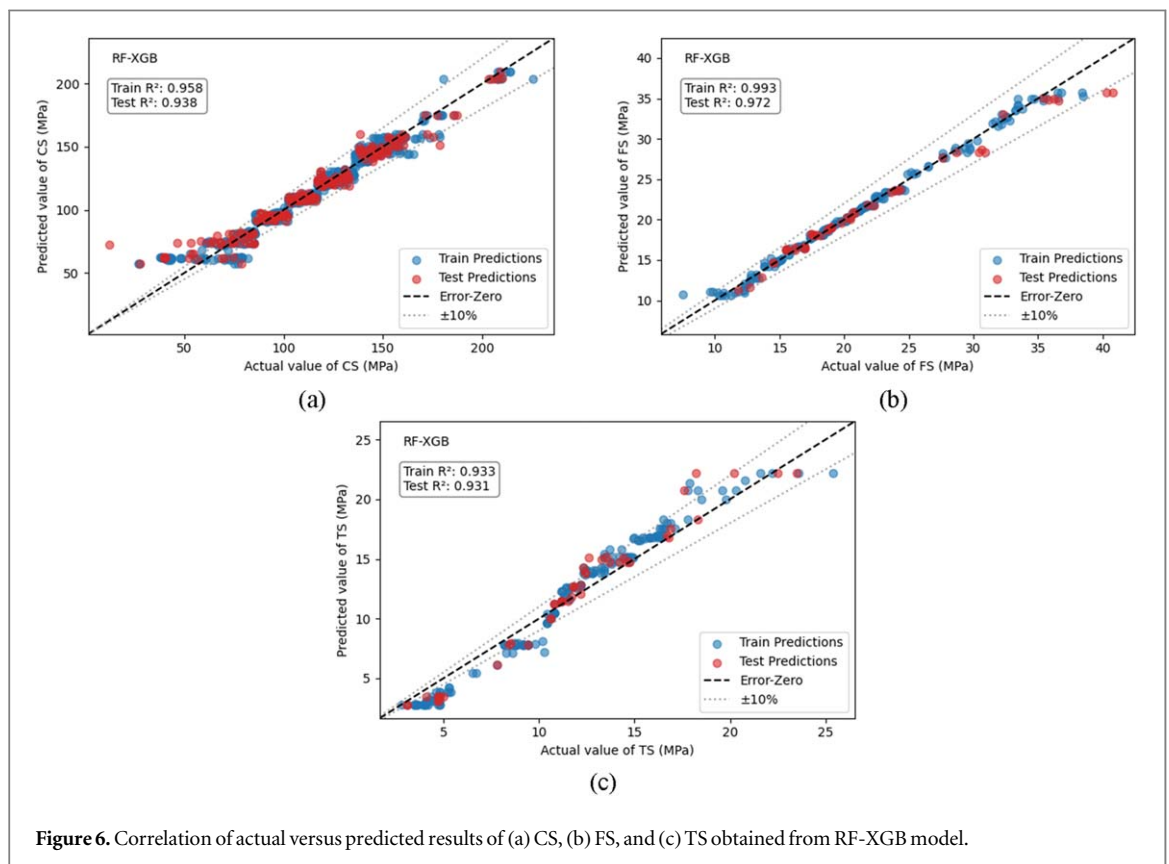 RF-XGB
Train R²: 0.958
Test R²: 0.938
200
150
100
50
Predicted value of CS (MPa)
Train Predictions
Test Predictions
Error-Zero
±10%
50 100 150 200
Actual value of CS (MPa)
(a)
RF-XGB
Train R²: 0.993
Test R²: 0.972
40
35
30
25
20
15
10
Predicted value of FS (MPa)
Train Predictions
Test Predictions
Error-Zero
±10%
10 15 20 25 30 35 40
Actual value of FS (MPa)
(b)
RF-XGB
Train R²: 0.933
Test R²: 0.931
25
20
15
10
5
Predicted value of TS (MPa)
Train Predictions
Test Predictions
Error-Zero
±10%
5 10 15 20 25
Actual value of TS (MPa)
(c)
Figure 6. Correlation of actual versus predicted results of (a) CS, (b) FS, and (c) TS obtained from RF-XGB model.